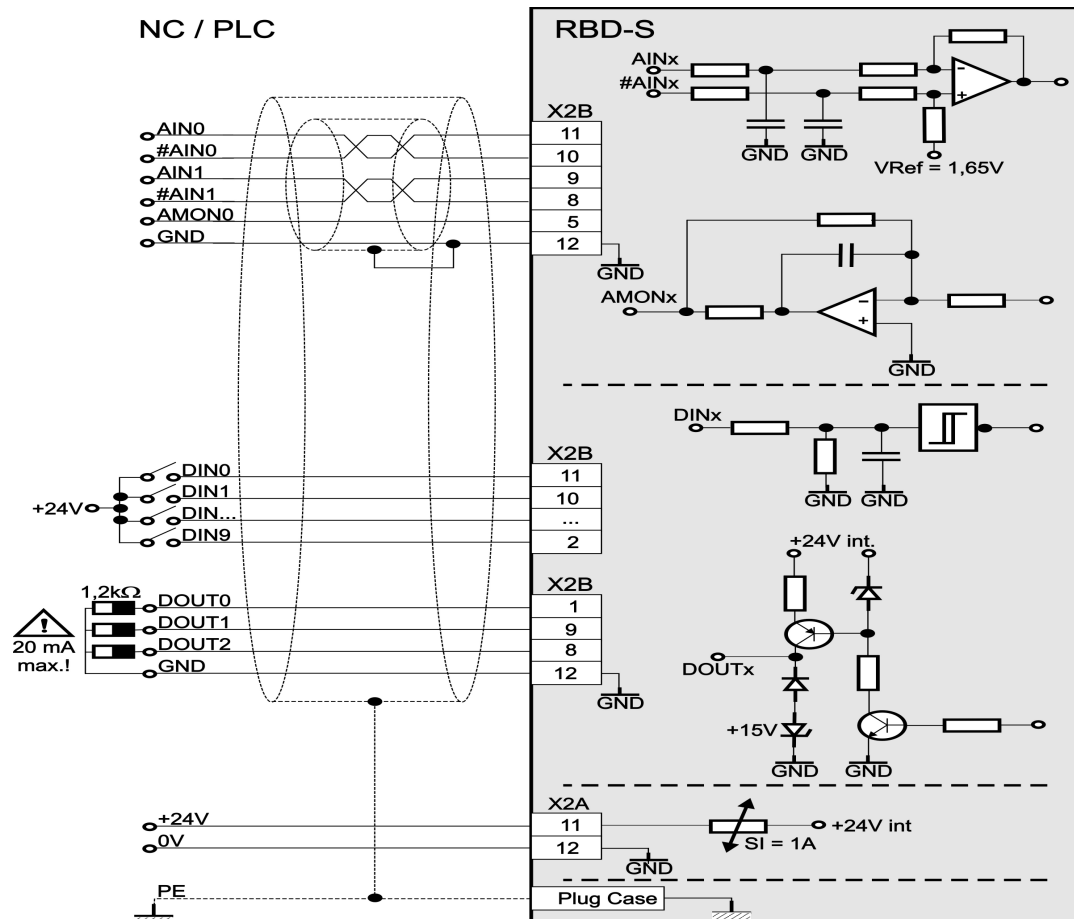 NC / PLC
RBD-S
AINx
#AINx
GND
GND
VRef = 1,65V
X2B
AIN0
11
#AIN0
10
AIN1
9
#AIN1
8
AMON0
5
GND
12
GND
AMONx
GND
DINx
GND
GND
X2B
DIN0
11
DIN1
10
+24V
DIN...
...
DIN9
2
+24V int.
X2B
1,2kΩ
DOUT0
1
DOUT1
9
DOUT2
8
GND
12
GND
!
20 mA
max.!
DOUTx
+15V
GND
GND
X2A
+24V
11
0V
12
GND
+24V int
SI = 1A
PE
Plug Case